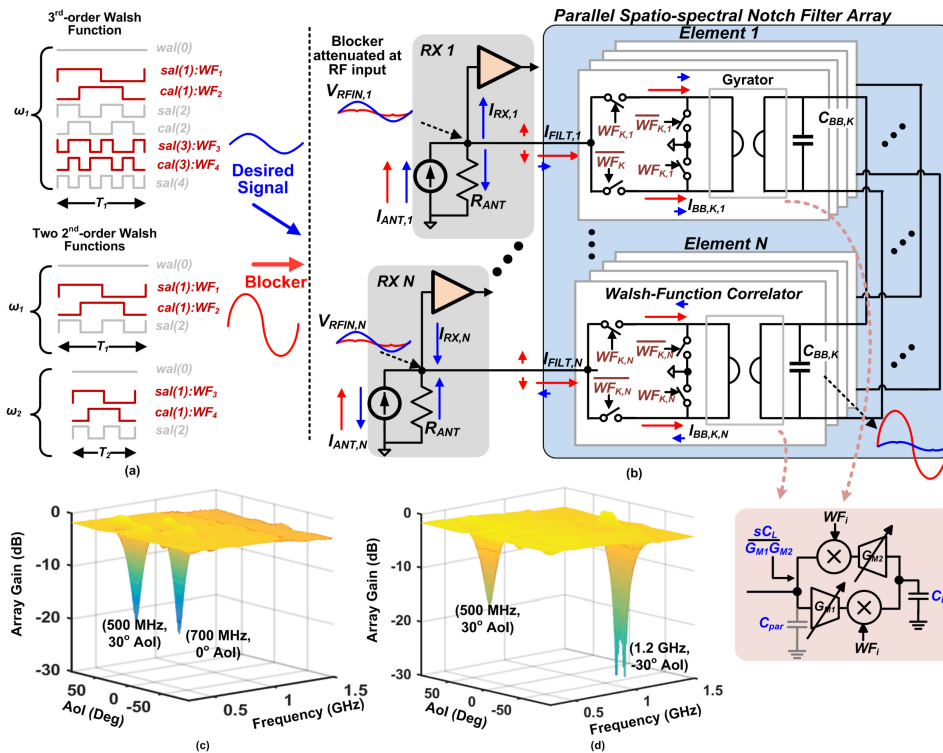 3rd-order Walsh
Function
wal(0)
sal(1):WF1
cal(1):WF2
sal(2)
cal(2)
sal(3):WF3
cal(3):WF4
sal(4)
ω1
T1
Two 2nd-order Walsh
Functions
wal(0)
sal(1):WF1
cal(1):WF2
sal(2)
ω1
T1
wal(0)
sal(1):WF3
cal(1):WF4
sal(2)
ω2
T2
(a)
Desired
Signal
Blocker
Blocker
attenuated at
RF input
VRFIN,1
RX 1
IRX,1
RANT
IANT,1
IFILT,1
RX N
VRFIN,N
IRX,N
RANT
IANT,N
IFILT,N
Parallel Spatio-spectral Notch Filter Array
Element 1
Gyrator
WFK,1
WFK,1
WFK
WFK,1
IBB,K,1
CBB,K
Element N
Walsh-Function Correlator
WFK,N
WFK,N
WFK,N
WFK,N
IBB,K,N
CBB,K
(b)
WFi
sCL
GM1GM2
GM2
GM1
Cpar
WFi
0
-10
-20
-30
Array Gain (dB)
(500 MHz,
30° AoI)
(700 MHz,
0° AoI)
50
0
-50
AoI (Deg)
0.5
1
1.5
Frequency (GHz)
(c)
0
-10
-20
-30
Array Gain (dB)
(500 MHz,
30° AoI)
(1.2 GHz,
-30° AoI)
50
0
-50
AoI (Deg)
0.5
1
1.5
Frequency (GHz)
(d)